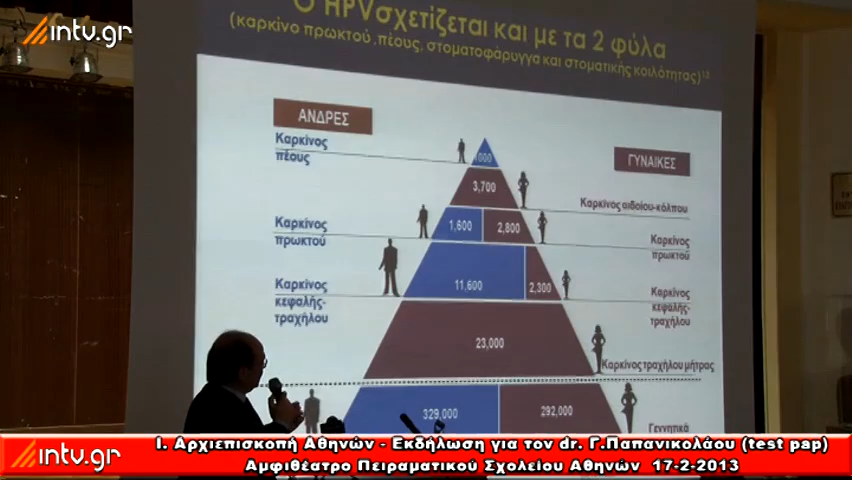 intv.gr
Ο HPVσχετίζεται και με τα 2 φύλα
(καρκίνο πρωκτού ,πέους, στοματοφάρυγγα και στοματικής κοιλότητας)
ΑΝΔΡΕΣ
ΓΥΝΑΙΚΕΣ
Καρκίνος
πέους
3,700
Καρκίνος αιδοίου-κόλπου
Καρκίνος
πρωκτού
1,600
2,800
Καρκίνος
πρωκτού
Καρκίνος
κεφαλής-
τραχήλου
11,600
2,300
Καρκίνος
κεφαλής-
τραχήλου
23,000
Καρκίνος τραχήλου μήτρας
329,000
292,000
Γεννητικά
intv.gr
Ι. Αρχιεπισκοπή Αθηνών - Εκδήλωση για τον dr. Γ.Παπανικολάου (test pap)
Αμφιθέατρο Πειραματικού Σχολείου Αθηνών 17-2-2013